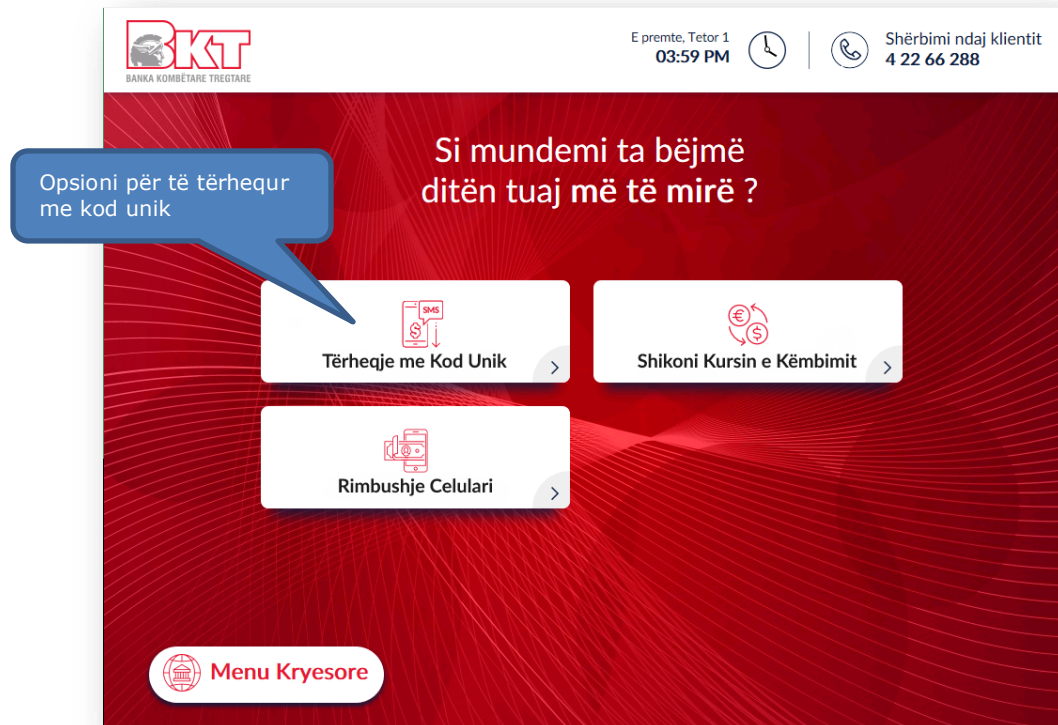 BKT
BANKA KOMBËTARE TREGTARE
E premte, Tetor 1
03:59 PM
Shërbimi ndaj klientit
4 22 66 288
Si mundemi ta bëjmë
ditën tuaj më të mirë ?
Opsioni për të tërhequr
me kod unik
SMS
$
Tërheqje me Kod Unik
€
$
Shikoni Kursin e Këmbimit
Rimbushje Celulari
Menu Kryesore